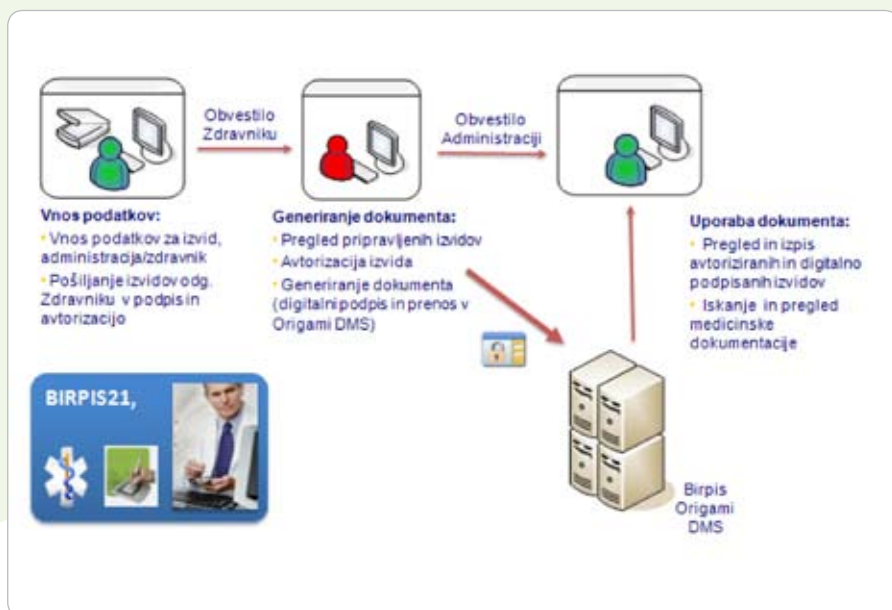 Obvestilo
Zdravniku
Obvestilo
Administraciji
Vnos podatkov:
• Vnos podatkov za izvid,
administracija/zdravnik
• Pošiljanje izvidov odg.
Zdravniku v podpis in
avtorizacijo
Generiranje dokumenta:
• Pregled pripravljenih izvidov
• Avtorizacija izvida
• Generiranje dokumenta
(digitalni podpis in prenos v
Origami DMS)
Uporaba dokumenta:
• Pregled in izpis
avtoriziranih in digitalno
podpisanih izvidov
• Iskanje in pregled
medicinske
dokumentacije
BIRPIS21,
Birpis
Origami
DMS